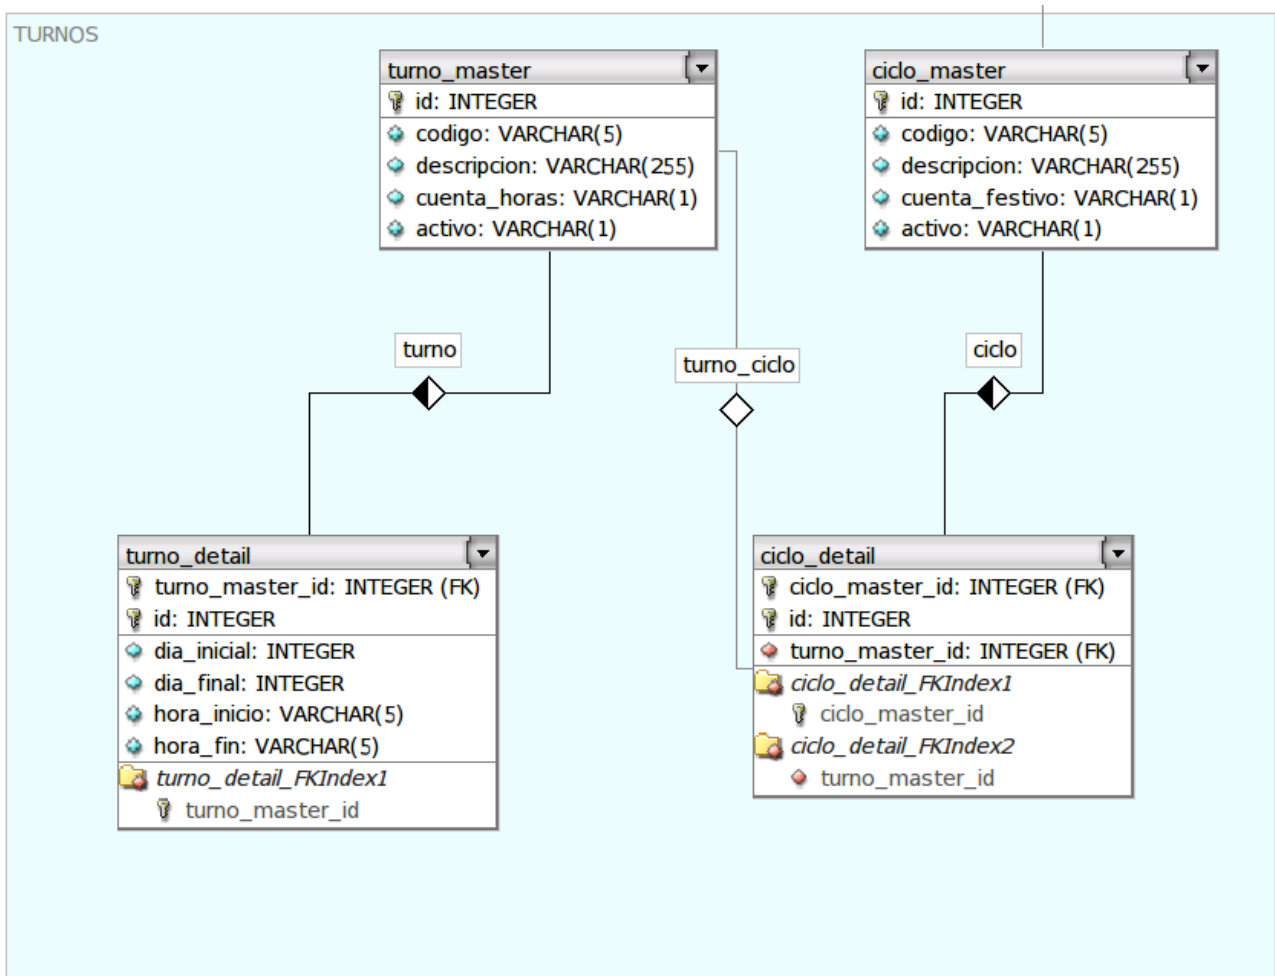 TURNOS
turno_master
id: INTEGER
codigo: VARCHAR(5)
descripcion: VARCHAR(255)
cuenta_horas: VARCHAR(1)
activo: VARCHAR(1)
ciclo_master
id: INTEGER
codigo: VARCHAR(5)
descripcion: VARCHAR(255)
cuenta_festivo: VARCHAR(1)
activo: VARCHAR(1)
turno
turno_ciclo
ciclo
turno_detail
turno_master_id: INTEGER (FK)
id: INTEGER
dia_inicial: INTEGER
dia_final: INTEGER
hora_inicio: VARCHAR(5)
hora_fin: VARCHAR(5)
turno_detail_FKIndex1
turno_master_id
ciclo_detail
ciclo_master_id: INTEGER (FK)
id: INTEGER
turno_master_id: INTEGER (FK)
ciclo_detail_FKIndex1
ciclo_master_id
ciclo_detail_FKIndex2
turno_master_id